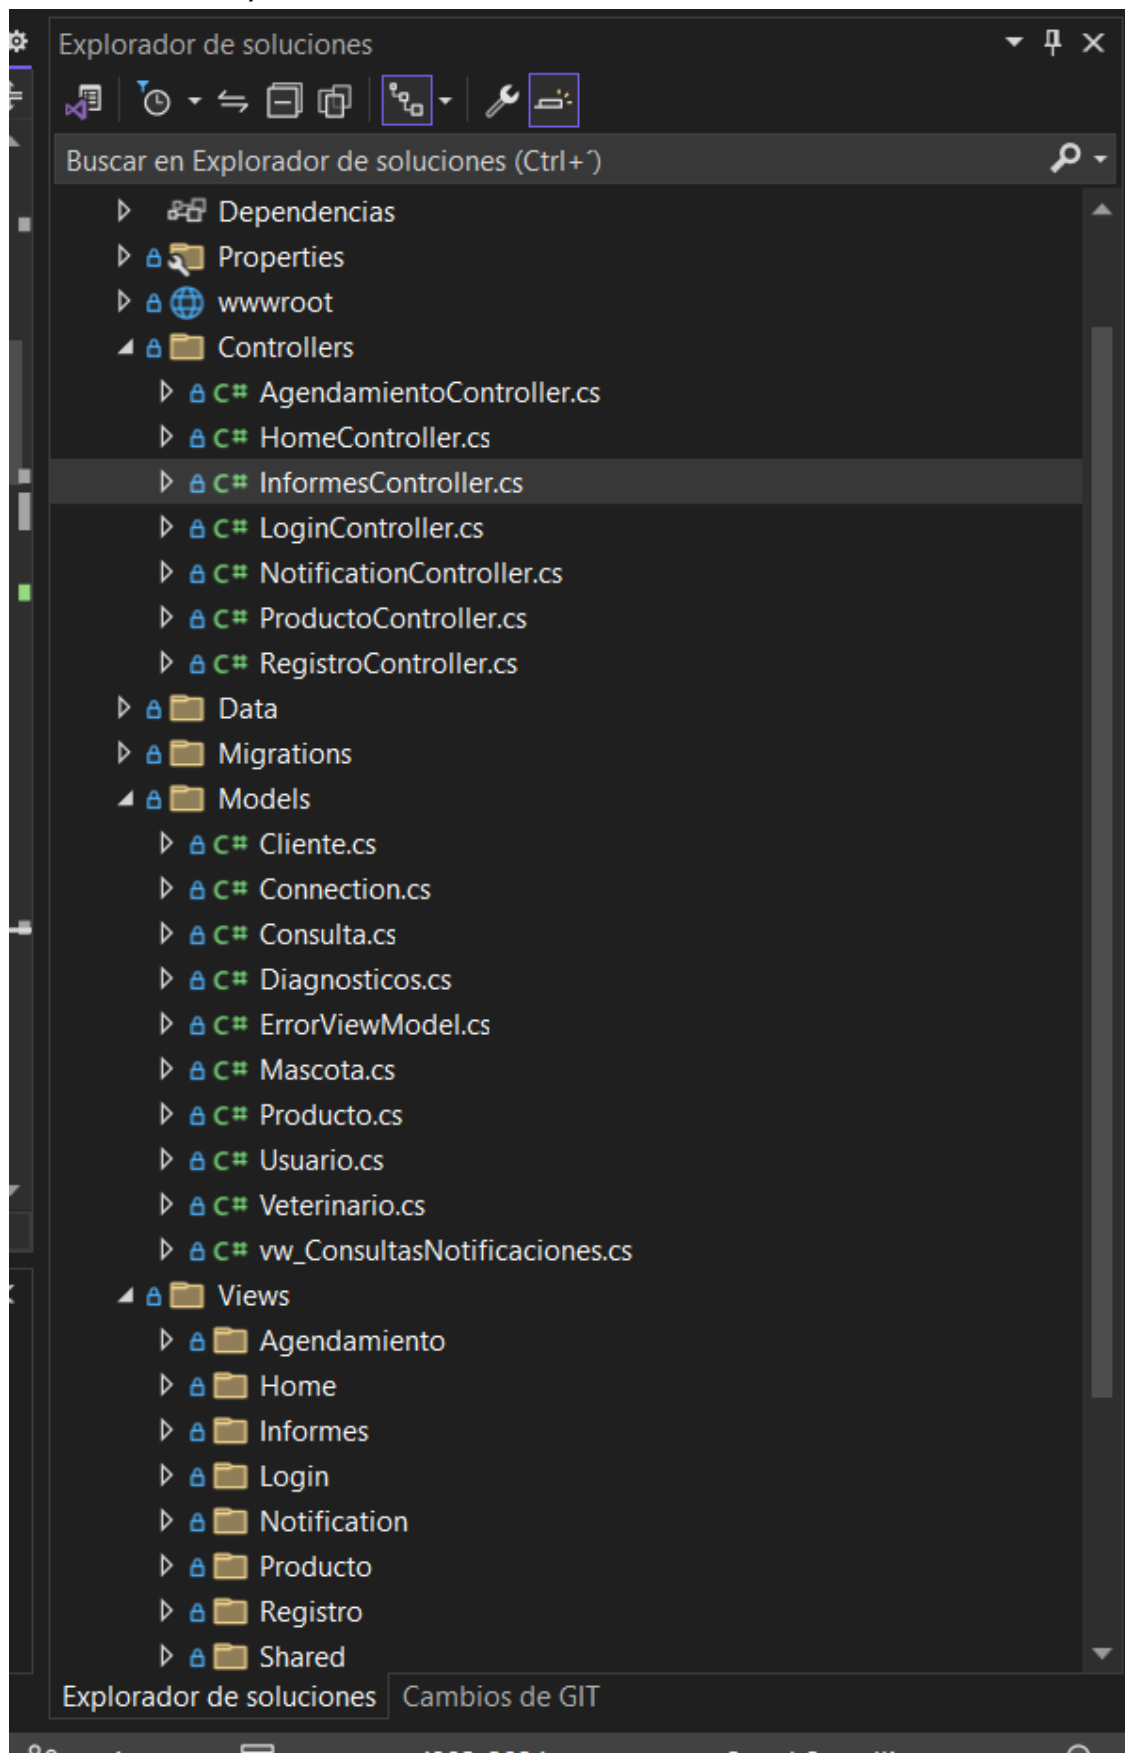 Explorador de soluciones
Buscar en Explorador de soluciones (Ctrl+´)
Dependencias
Properties
wwwroot
Controllers
C# AgendamientoController.cs
C# HomeController.cs
C# InformesController.cs
C# LoginController.cs
C# NotificationController.cs
C# ProductoController.cs
C# RegistroController.cs
Data
Migrations
Models
C# Cliente.cs
C# Connection.cs
C# Consulta.cs
C# Diagnosticos.cs
C# ErrorViewModel.cs
C# Mascota.cs
C# Producto.cs
C# Usuario.cs
C# Veterinario.cs
C# vw_ConsultasNotificaciones.cs
Views
Agendamiento
Home
Informes
Login
Notification
Producto
Registro
Shared
Explorador de soluciones Cambios de GIT